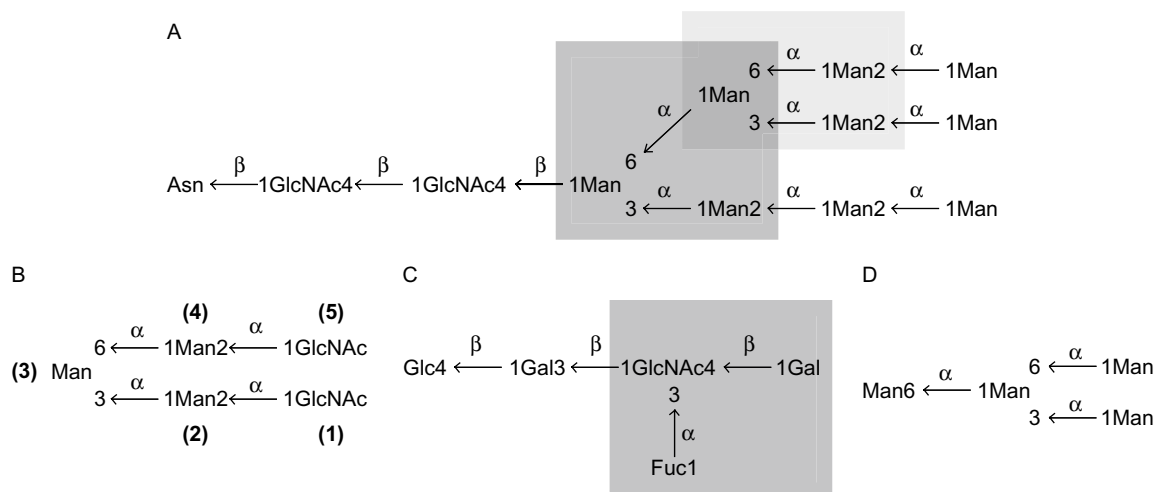 A
α α
6 1Man2 1Man
1Man
α α α
3 1Man2 1Man
6
β β β
Asn 1GlcNAc4 1GlcNAc4 1Man
α α α
3 1Man2 1Man2 1Man
B
(4) (5)
α α
6 1Man2 1GlcNAc
(3) Man
α α
3 1Man2 1GlcNAc
(2) (1)
C
β β β
Glc4 1Gal3 1GlcNAc4 1Gal
3
α
Fuc1
D
α
6 1Man
α
Man6 1Man
α
3 1Man